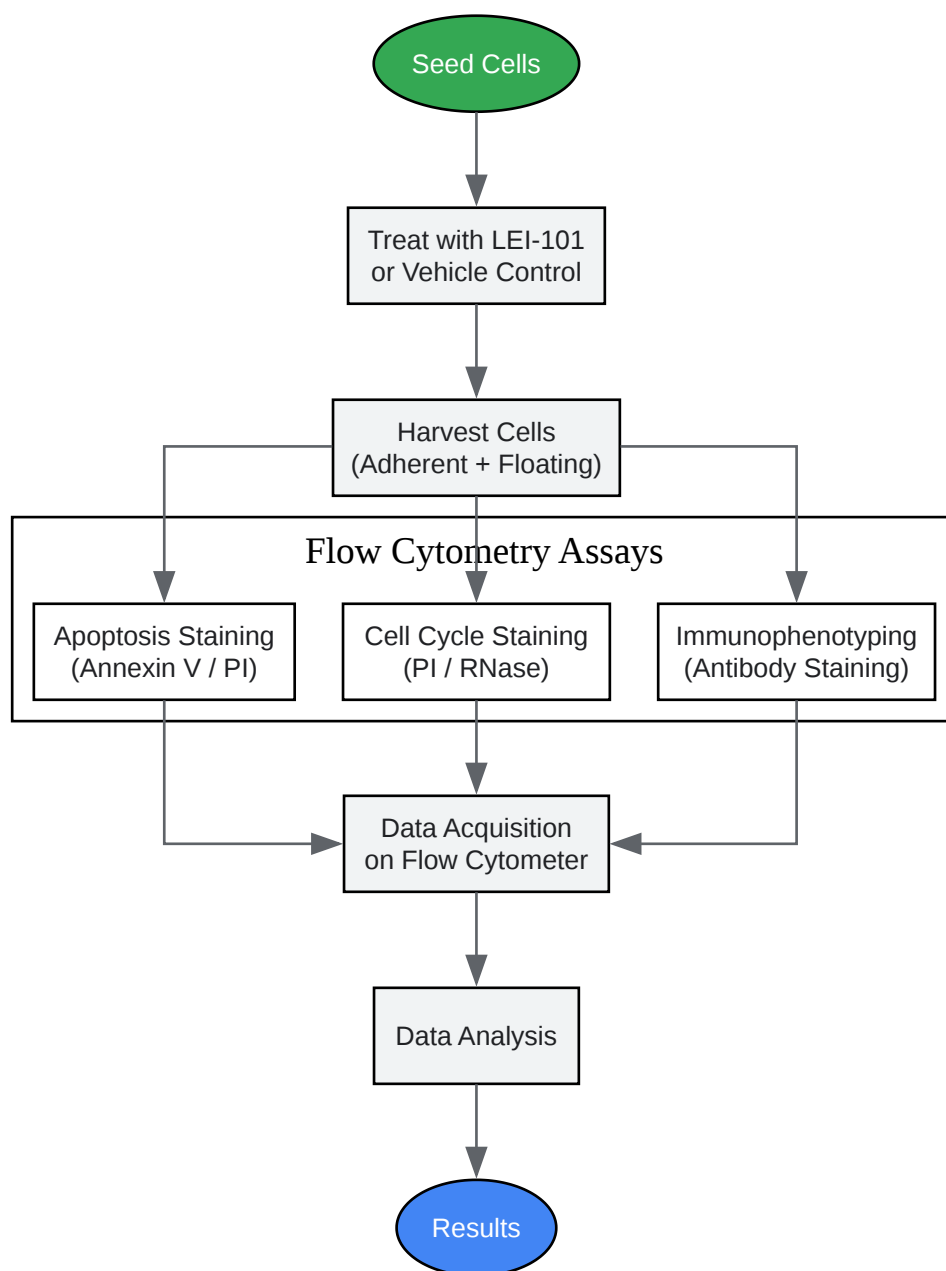 Seed Cells
Treat with LEI-101
or Vehicle Control
Harvest Cells
(Adherent + Floating)
Flow Cytometry Assays
Apoptosis Staining
(Annexin V / PI)
Cell Cycle Staining
(PI / RNase)
Immunophenotyping
(Antibody Staining)
Data Acquisition
on Flow Cytometer
Data Analysis
Results